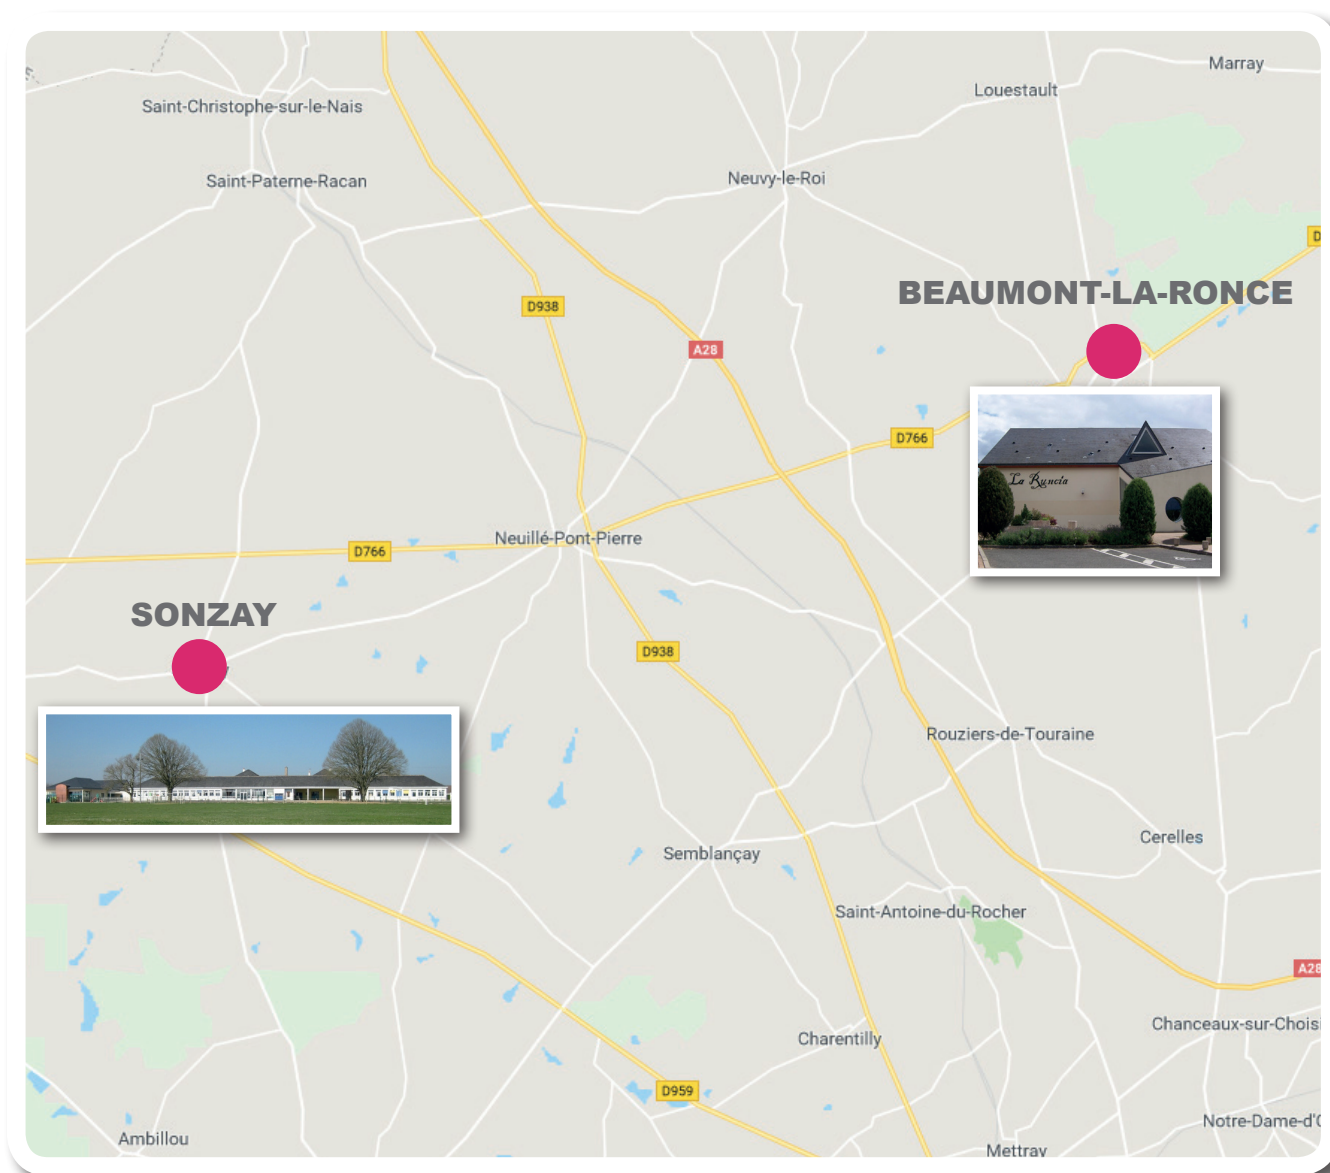 Marray
Louestault
Saint-Christophe-sur-le-Nais
Neuvy-le-Roi
Saint-Paterne-Racan
D
BEAUMONT-LA-RONCE
D938
A28
D766
La Runcia
Neuillé-Pont-Pierre
D766
SONZAY
D938
Rouziers-de-Touraine
Cerelles
Semblançay
Saint-Antoine-du-Rocher
A28
Chanceaux-sur-Choisi
Charentilly
D959
Notre-Dame-d'O
Ambillou
Mettray